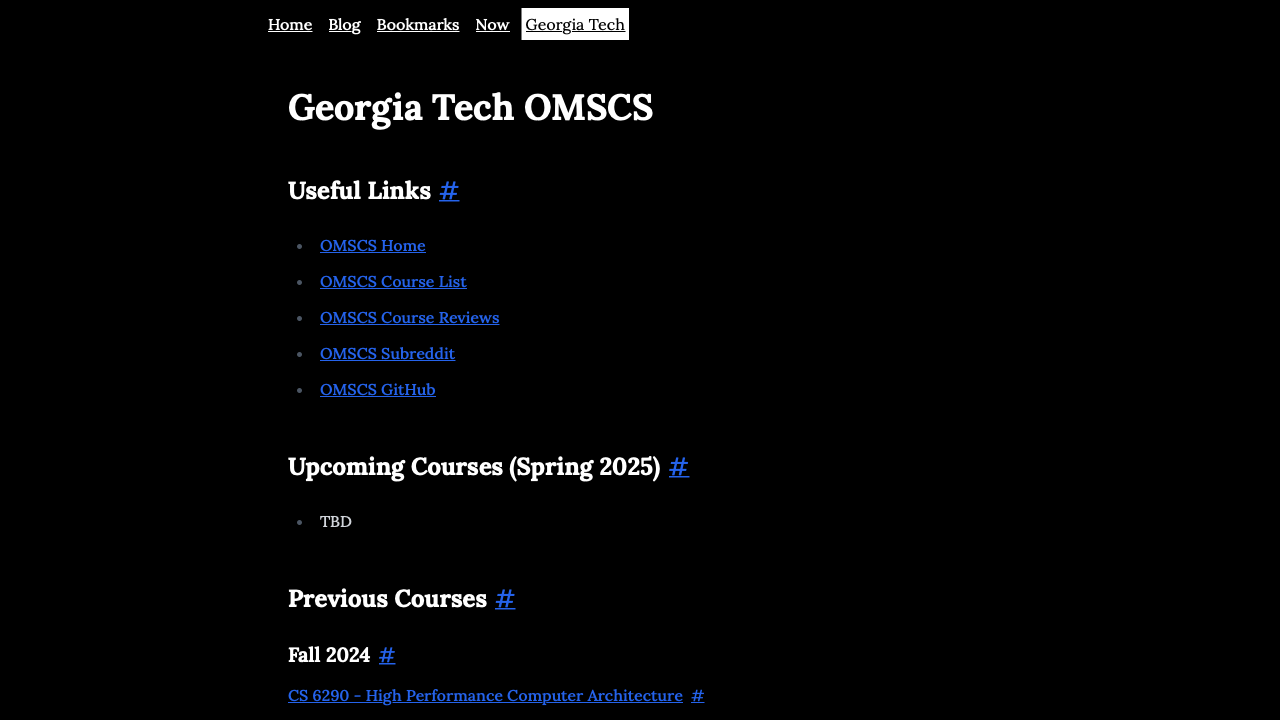 Home Blog Bookmarks Now Georgia Tech
Georgia Tech OMSCS
Useful Links #
OMSCS Home
OMSCS Course List
OMSCS Course Reviews
OMSCS Subreddit
OMSCS GitHub
Upcoming Courses (Spring 2025) #
TBD
Previous Courses #
Fall 2024 #
CS 6290 - High Performance Computer Architecture #